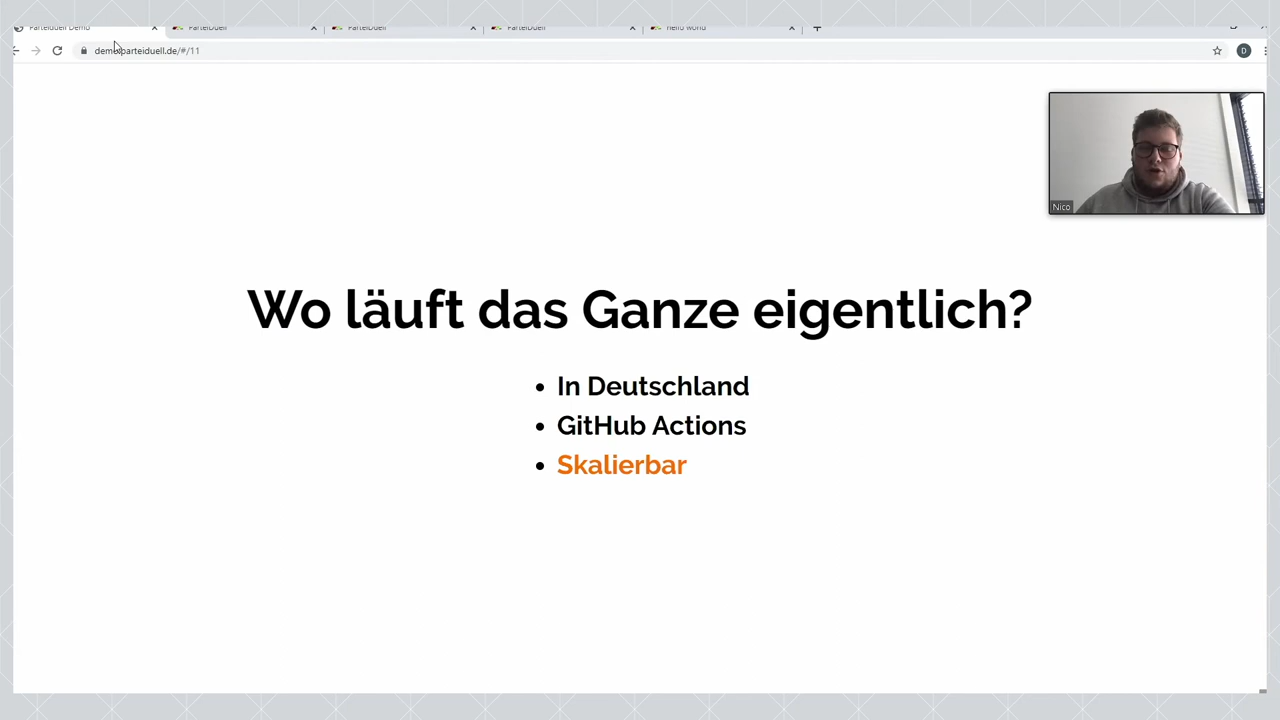 Parteiduell Demo
ParteiDuell
ParteiDuell
ParteiDuell
Hello world
parteiduell.de/#/11
D
Nico
Wo läuft das Ganze eigentlich?
• In Deutschland
• GitHub Actions
• Skalierbar